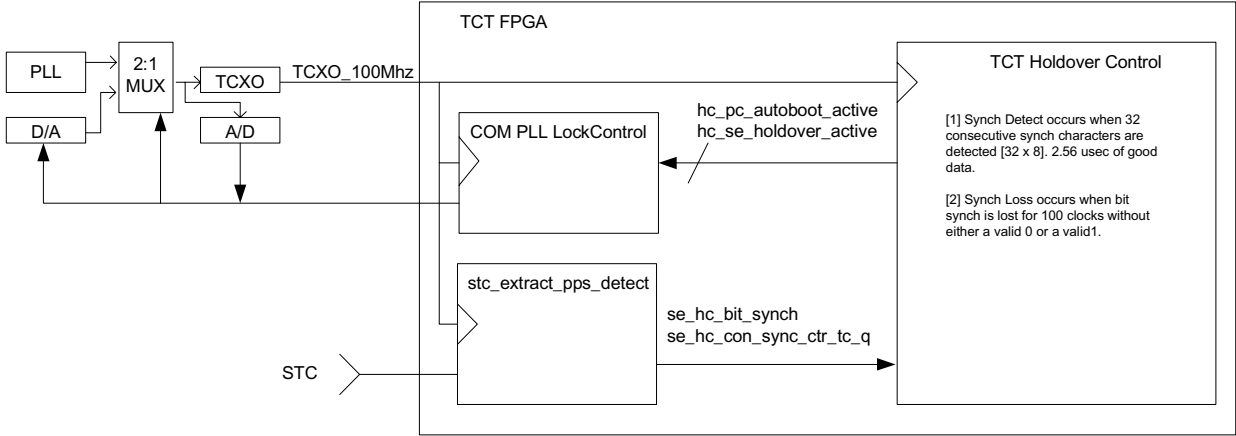 TCT FPGA
PLL
2:1
MUX
TCXO
TCXO_100Mhz
D/A
A/D
COM PLL LockControl
hc_pc_autoboot_active
hc_se_holdover_active
TCT Holdover Control
[1] Synch Detect occurs when 32
consecutive synch characters are
detected [32 x 8]. 2.56 usec of good
data.
[2] Synch Loss occurs when bit
synch is lost for 100 clocks without
either a valid 0 or a valid1.
stc_extract_pps_detect
se_hc_bit_synch
se_hc_con_sync_ctr_tc_q
STC